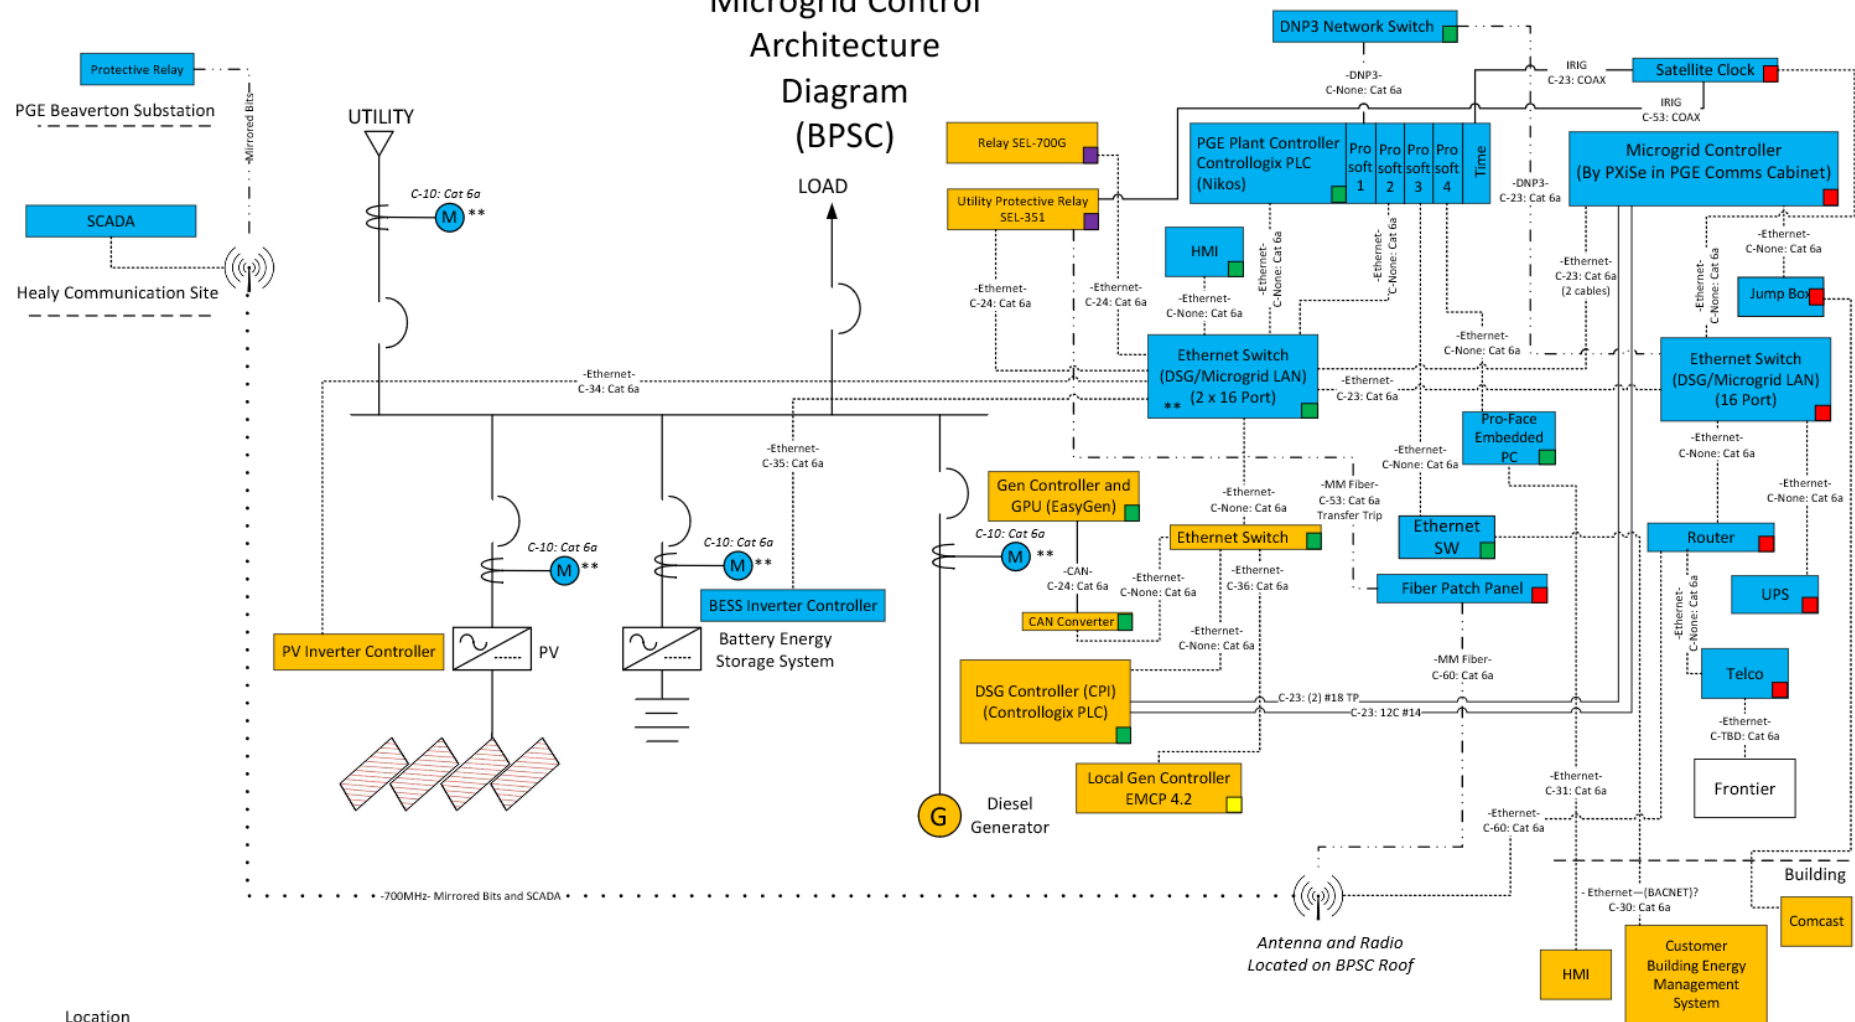 Microgrid Control
Architecture
Diagram
(BPSC)
Protective Relay
PGE Beaverton Substation
-Mirrored Bits-
SCADA
Healy Communication Site
UTILITY
C-10: Cat 6a
M
**
LOAD
-Ethernet-
C-34: Cat 6a
-Ethernet-
C-35: Cat 6a
C-10: Cat 6a
M
**
C-10: Cat 6a
M
**
C-10: Cat 6a
M
**
PV Inverter Controller
PV
BESS Inverter Controller
Battery Energy
Storage System
G
Diesel
Generator
-700MHz- Mirrored Bits and SCADA
Antenna and Radio
Located on BPSC Roof
Location
DNP3 Network Switch
-DNP3-
C-None: Cat 6a
IRIG
C-23: COAX
Satellite Clock
IRIG
C-53: COAX
Relay SEL-700G
Utility Protective Relay
SEL-351
PGE Plant Controller
Controllogix PLC
(Nikos)
Pro
soft
1
Pro
soft
2
Pro
soft
3
Pro
soft
4
Time
-DNP3-
C-23: Cat 6a
Microgrid Controller
(By PXiSe in PGE Comms Cabinet)
HMI
-Ethernet-
C-None: Cat 6a
-Ethernet-
C-None: Cat 6a
-Ethernet-
C-None: Cat 6a
-Ethernet-
C-24: Cat 6a
-Ethernet-
C-24: Cat 6a
-Ethernet-
C-23: Cat 6a
(2 cables)
-Ethernet-
C-None: Cat 6a
-Ethernet-
C-None: Cat 6a
Jump Box
Ethernet Switch
(DSG/Microgrid LAN)
(2 x 16 Port)
**
-Ethernet-
C-None: Cat 6a
-Ethernet-
C-23: Cat 6a
Ethernet Switch
(DSG/Microgrid LAN)
(16 Port)
Pro-Face
Embedded
PC
-Ethernet-
C-None: Cat 6a
-Ethernet-
C-None: Cat 6a
-Ethernet-
C-None: Cat 6a
Gen Controller and
GPU (EasyGen)
-Ethernet-
C-None: Cat 6a
-MM Fiber-
C-53: Cat 6a
Transfer Trip
Ethernet Switch
Ethernet
SW
Router
-CAN-
C-24: Cat 6a
-Ethernet-
C-None: Cat 6a
-Ethernet-
C-36: Cat 6a
Fiber Patch Panel
UPS
CAN Converter
-Ethernet-
C-None: Cat 6a
-Ethernet-
C-None: Cat 6a
-MM Fiber-
C-60: Cat 6a
Telco
DSG Controller (CPI)
(Controllogix PLC)
C-23: (2) #18 TP
C-23: 12C #14
-Ethernet-
C-TBD: Cat 6a
Local Gen Controller
EMCP 4.2
-Ethernet-
C-31: Cat 6a
Frontier
-Ethernet-
C-60: Cat 6a
Building
- Ethernet—(BACNET)?
C-30: Cat 6a
Comcast
HMI
Customer
Building Energy
Management
System